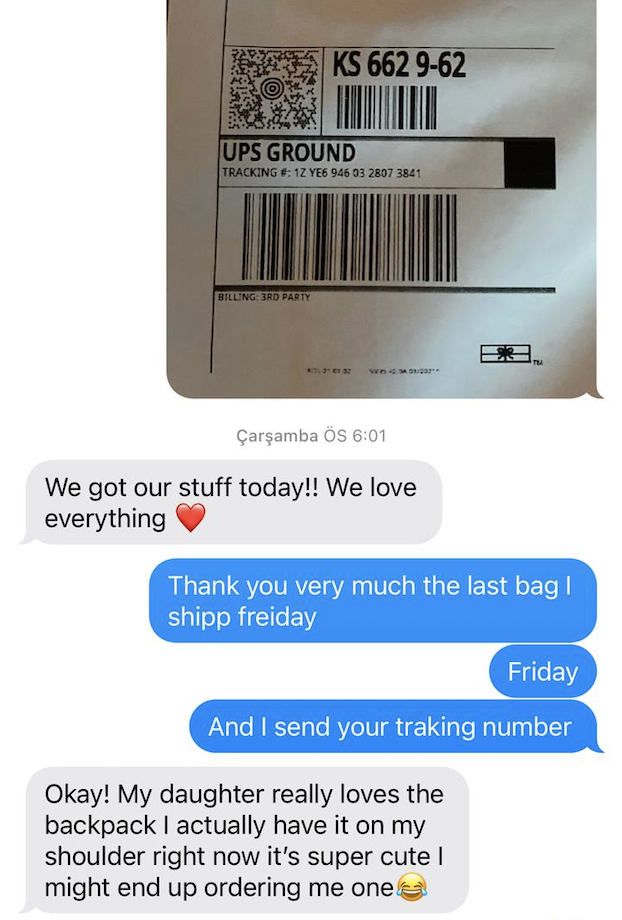 KS 662 9-62
UPS GROUND
TRACKING #: 1Z YE6 946 03 2807 3841
BILLING: 3RD PARTY
Çarşamba ÖS 6:01
We got our stuff today!! We love
everything ❤️
Thank you very much the last bag I
shipp freiday
Friday
And I send your traking number
Okay! My daughter really loves the
backpack I actually have it on my
shoulder right now it’s super cute I
might end up ordering me one😂